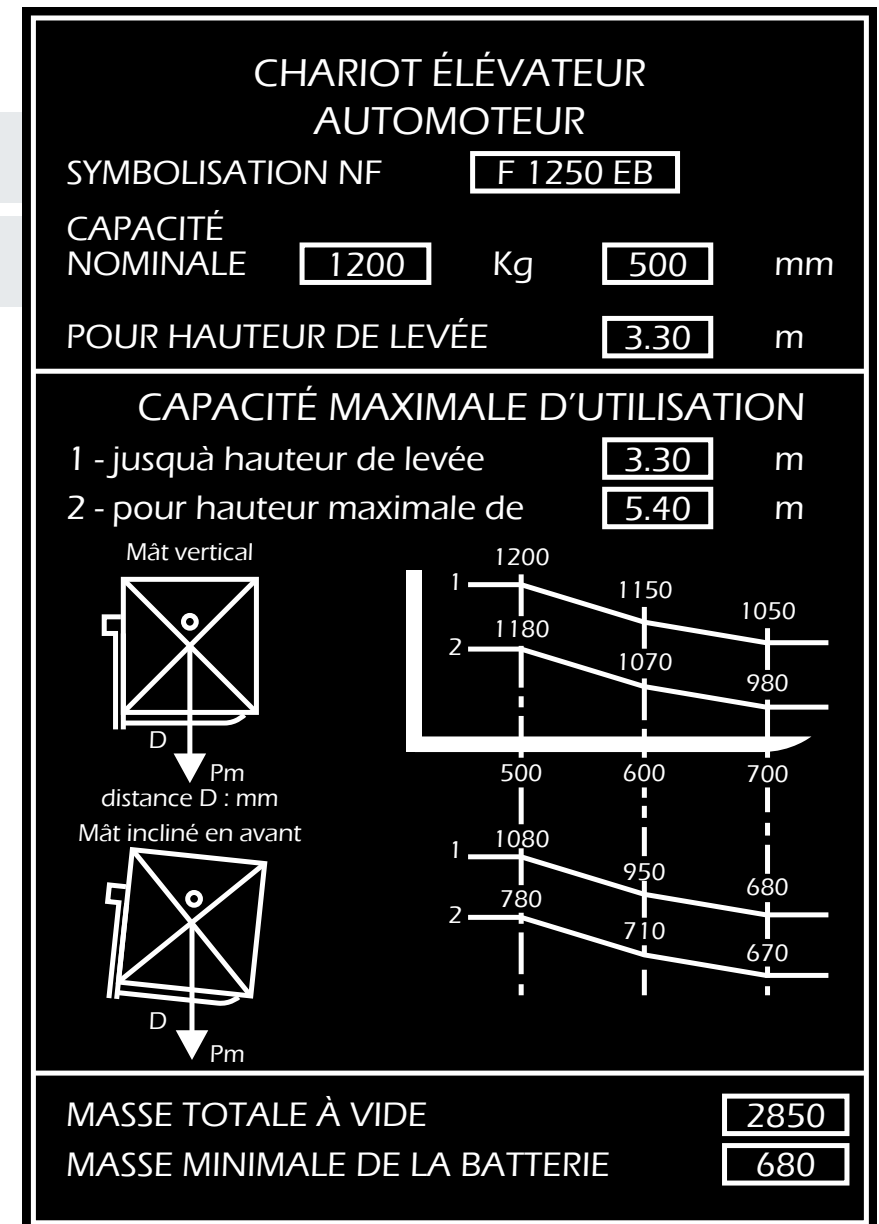 CHARIOT ÉLÉVATEUR
AUTOMOTEUR
SYMBOLISATION NF F 1250 EB
CAPACITÉ
NOMINALE 1200 Kg 500 mm
POUR HAUTEUR DE LEVÉE 3.30 m
CAPACITÉ MAXIMALE D'UTILISATION
1 - jusquà hauteur de levée 3.30 m
2 - pour hauteur maximale de 5.40 m
Mât vertical
D
Pm
distance D : mm
1200
1 1150
1050
2 1180
1070
980
500 600 700
Mât incliné en avant
D
Pm
1 1080
950
680
2 780
710
670
MASSE TOTALE À VIDE 2850
MASSE MINIMALE DE LA BATTERIE 680